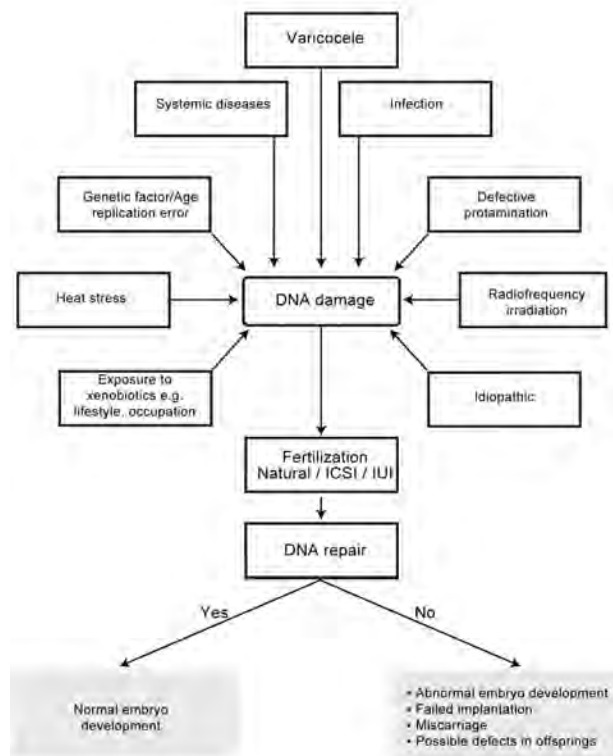 Varicocele
Systemic diseases
Infection
Genetic factor/Age
replication error
Defective
protamination
Heat stress
DNA damage
Radiofrequency
irradiation
Exposure to
xenobiotics e.g.
lifestyle, occupation
Idiopathic
Fertilization
Natural / ICSI / IUI
DNA repair
Yes
No
Normal embryo
development
▪ Abnormal embryo development
▪ Failed implantation
▪ Miscarriage
▪ Possible defects in offsprings